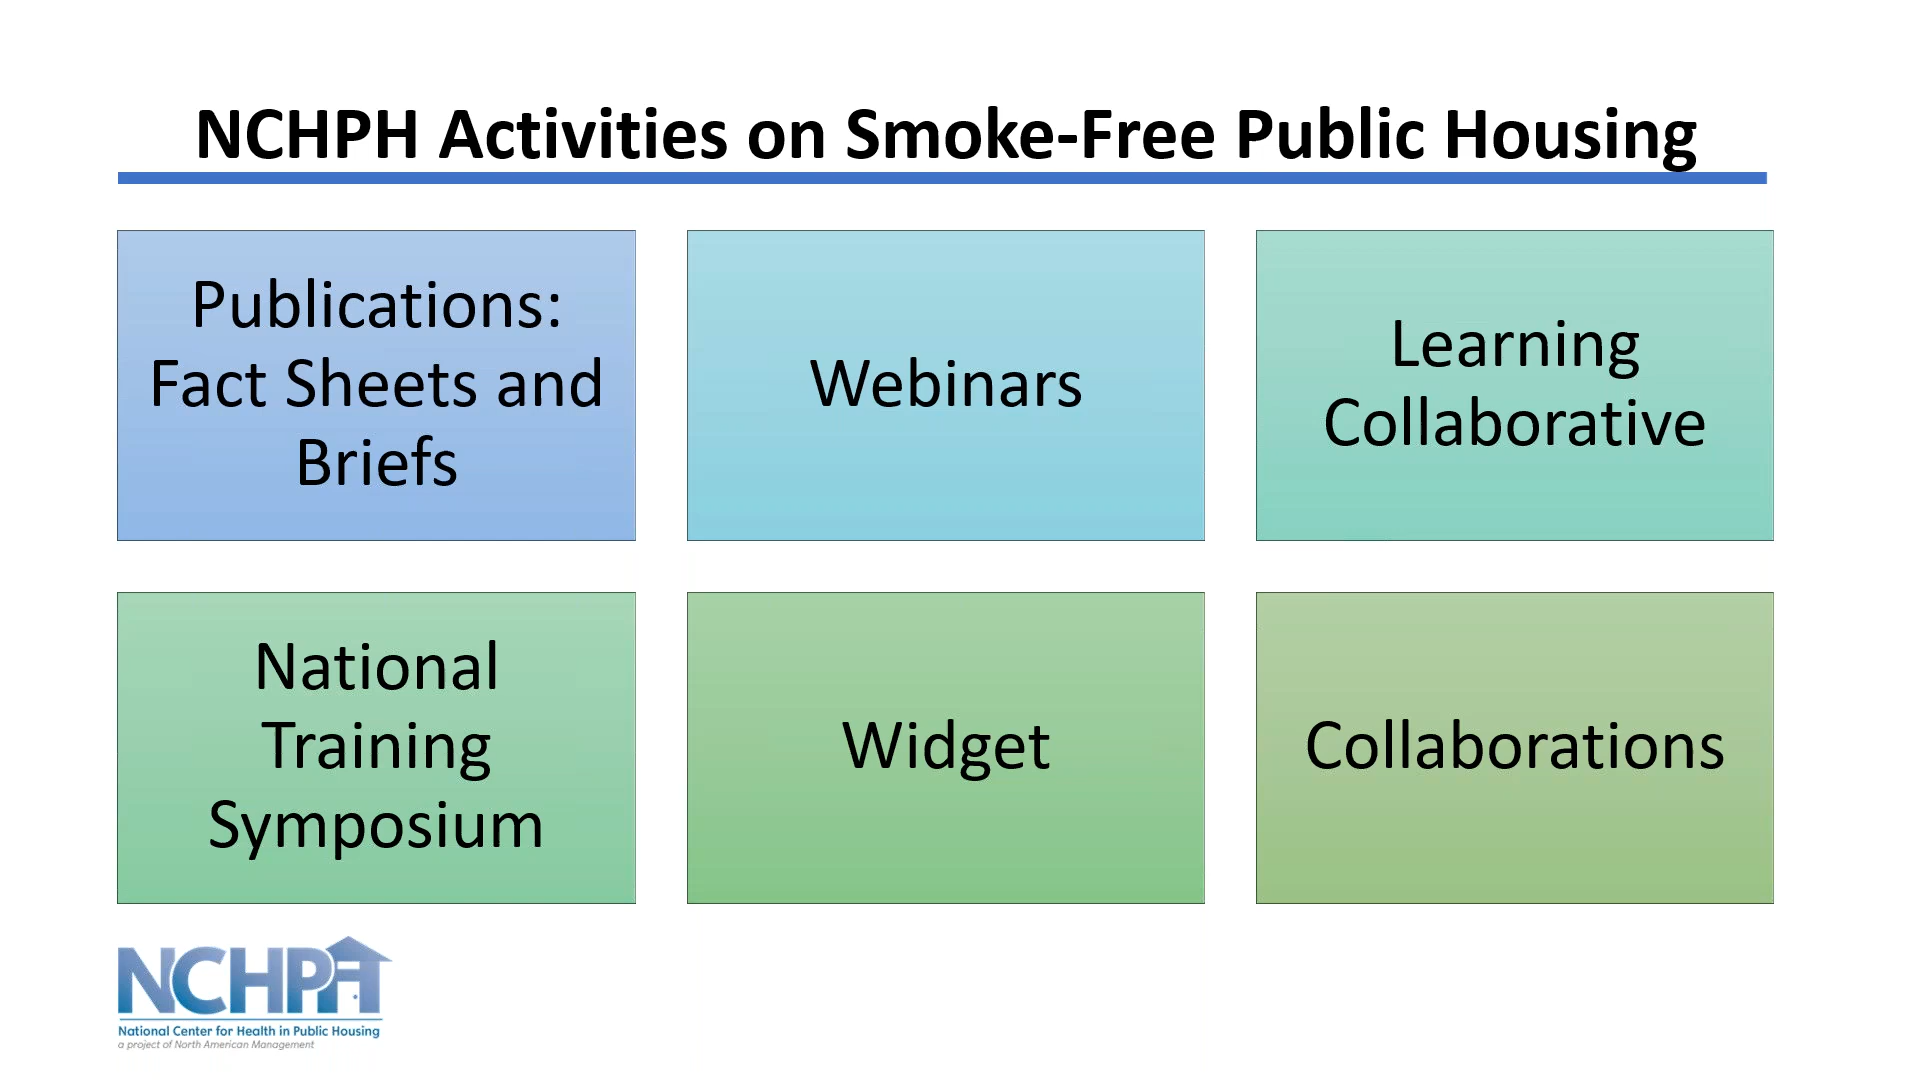 NCHPH Activities on Smoke-Free Public Housing
Publications:
Fact Sheets and
Briefs
Webinars
Learning
Collaborative
National
Training
Symposium
Widget
Collaborations
NCHPH
National Center for Health in Public Housing
a project of North American Management